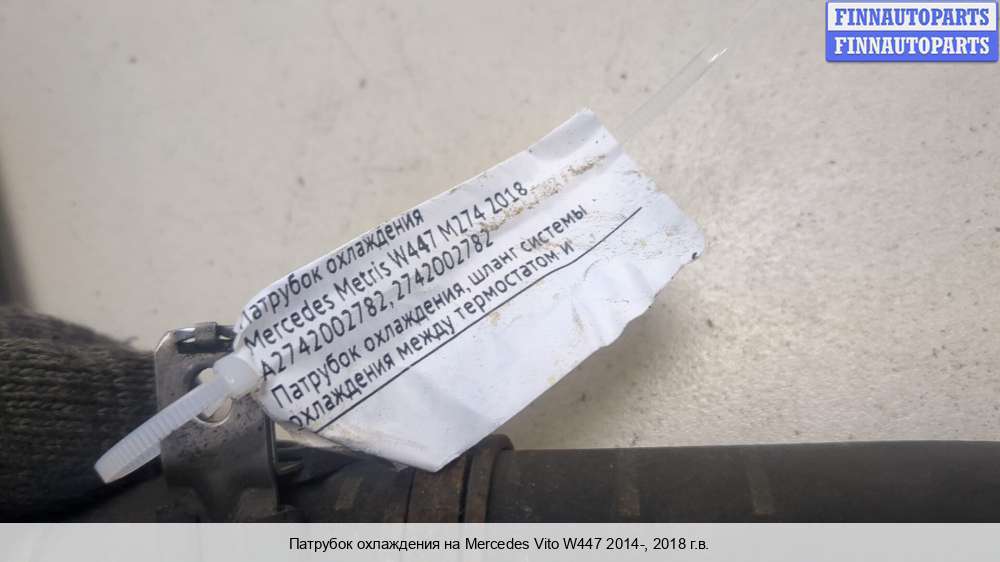 FINNAUTOPARTS
FINNAUTOPARTS
Патрубок охлаждения
Mercedes Metris W447 M274 2018
A2742002782, 2742002782
Патрубок охлаждения, шланг системы
охлаждения между термостатом и
Патрубок охлаждения на Mercedes Vito W447 2014-, 2018 г.в.